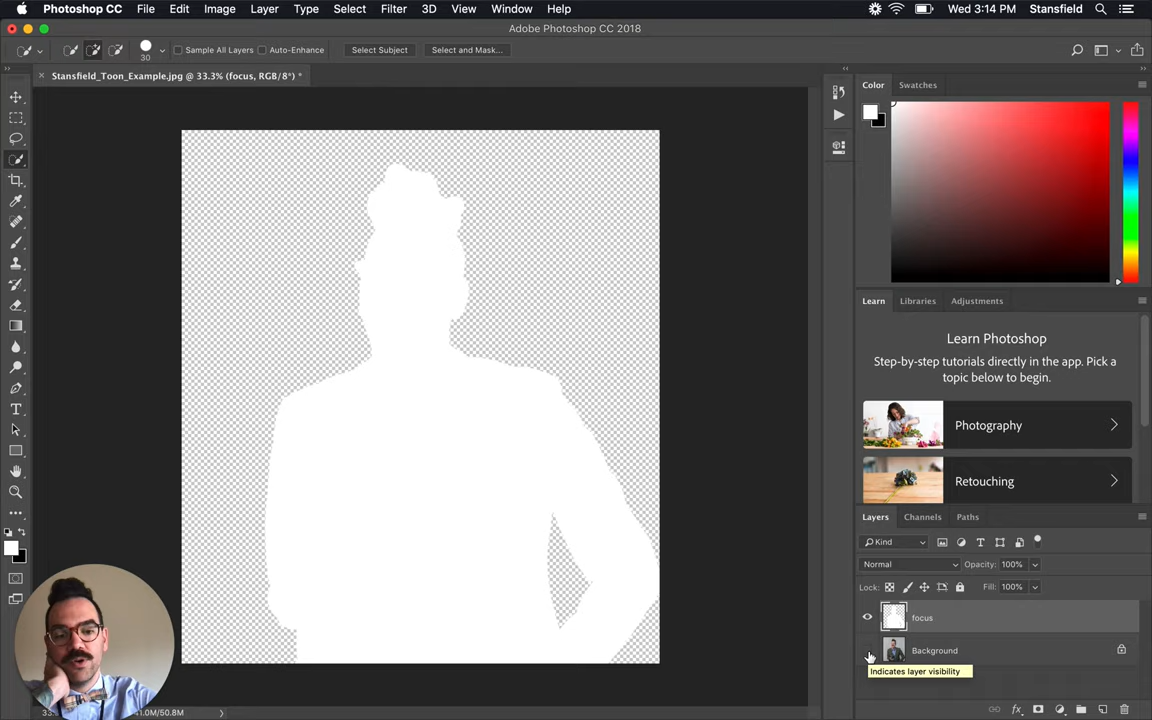 Photoshop CC File Edit Image Layer Type Select Filter 3D View Window Help Wed 3:14 PM Stansfield
Adobe Photoshop CC 2018
30 Sample All Layers Auto-Enhance Select Subject Select and Mask...
Stansfield_Toon_Example.jpg @ 33.3% (focus, RGB/8*) *
Color Swatches
Learn Libraries Adjustments
Learn Photoshop
Step-by-step tutorials directly in the app. Pick a
topic below to begin.
Photography
Retouching
Layers Channels Paths
Kind
Normal Opacity: 100%
Lock: Fill: 100%
focus
Background
Indicates layer visibility